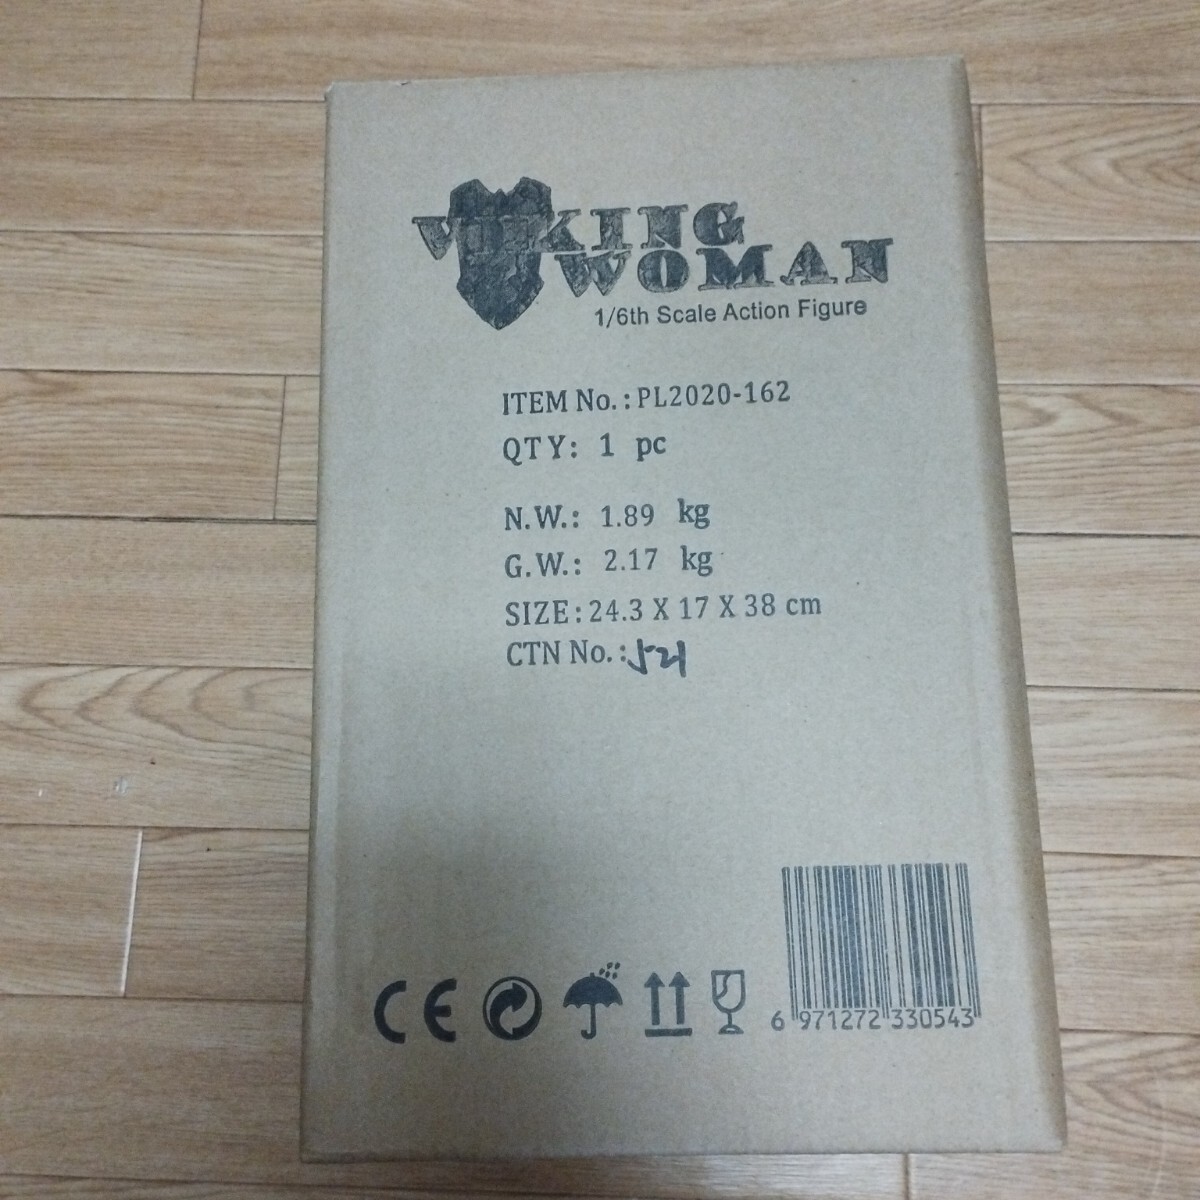 VIKING
WOMAN
1/6th Scale Action Figure
ITEM No.: PL2020-162
QTY: 1 pc
N.W.: 1.89 kg
G.W.: 2.17 kg
SIZE: 24.3 X 17 X 38 cm
CTN No.: 521
CE
6 971272 330543